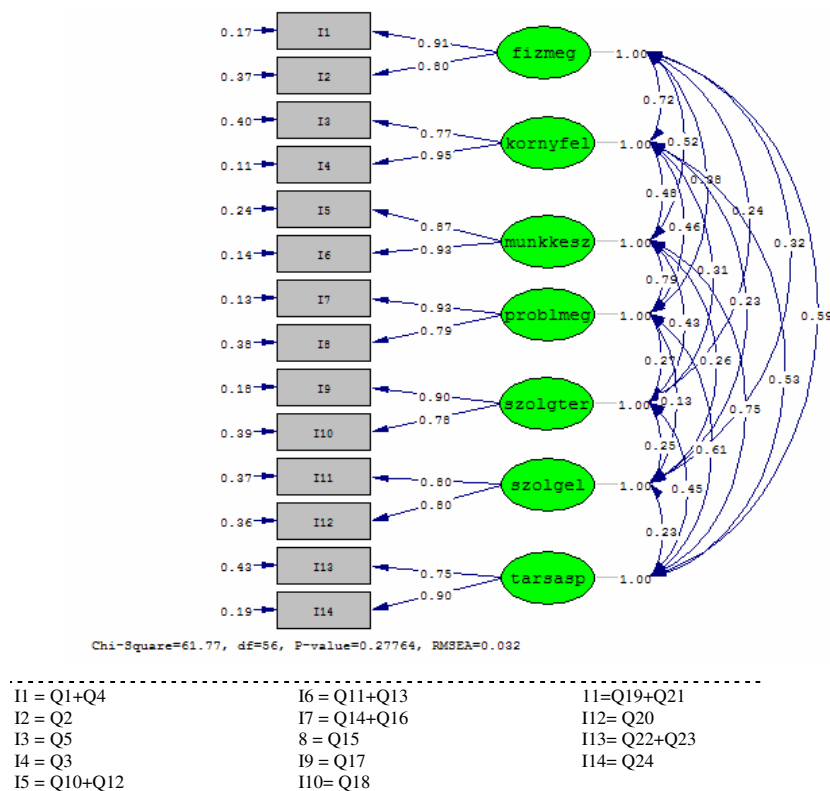 0.17 I1 0.91 fizmeg 1.00
0.37 I2 0.80
0.72
0.40 I3 0.77 kornyfel 1.00
0.52
0.11 I4 0.95
0.38
0.48
0.24 I5 0.87 munkkesz 1.00
0.24
0.46
0.32
0.14 I6 0.93
0.79 0.31
0.13 I7 0.93 problmeg 1.00
0.23
0.43
0.59
0.38 I8 0.79
0.27 0.26
0.53
0.18 I9 0.90 szolgter 1.00
0.13
0.75
0.39 I10 0.78
0.25
0.61
0.37 I11 0.80 szolgel 1.00
0.45
0.36 I12 0.80
0.23
0.43 I13 0.75 tarsasp 1.00
0.19 I14 0.90
Chi-Square=61.77, df=56, P-value=0.27764, RMSEA=0.032
I1 = Q1+Q4 I6 = Q11+Q13 11=Q19+Q21
I2 = Q2 I7 = Q14+Q16 I12= Q20
I3 = Q5 8 = Q15 I13= Q22+Q23
I4 = Q3 I9 = Q17 I14= Q24
I5 = Q10+Q12 I10= Q18